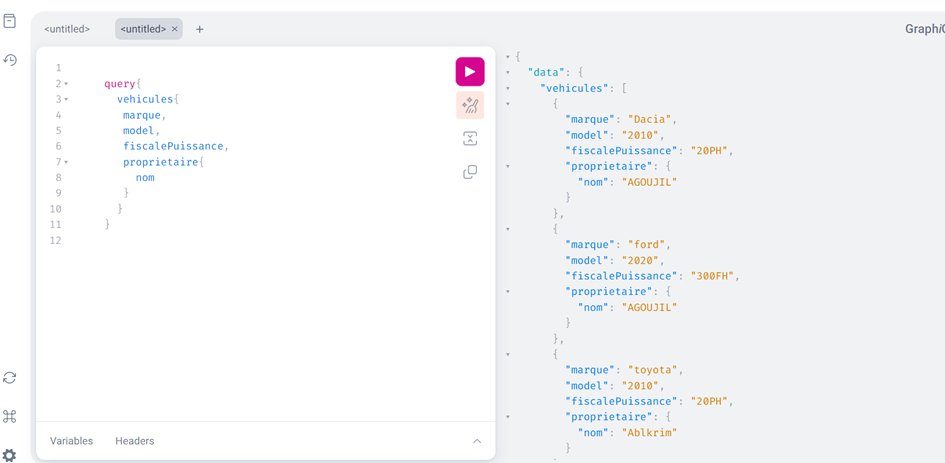 <untitled>
<untitled> × +
GraphiQ
1
2 query{
3 vehicules{
4 marque,
5 model,
6 fiscalePuissance,
7 proprietaire{
8 nom
9 }
10 }
11 }
12
Variables Headers
{
"data": {
"vehicules": [
{
"marque": "Dacia",
"model": "2010",
"fiscalePuissance": "20PH",
"proprietaire": {
"nom": "AGOUJIL"
}
},
{
"marque": "ford",
"model": "2020",
"fiscalePuissance": "300FH",
"proprietaire": {
"nom": "AGOUJIL"
}
},
{
"marque": "toyota",
"model": "2010",
"fiscalePuissance": "20PH",
"proprietaire": {
"nom": "Ablkrim"
}